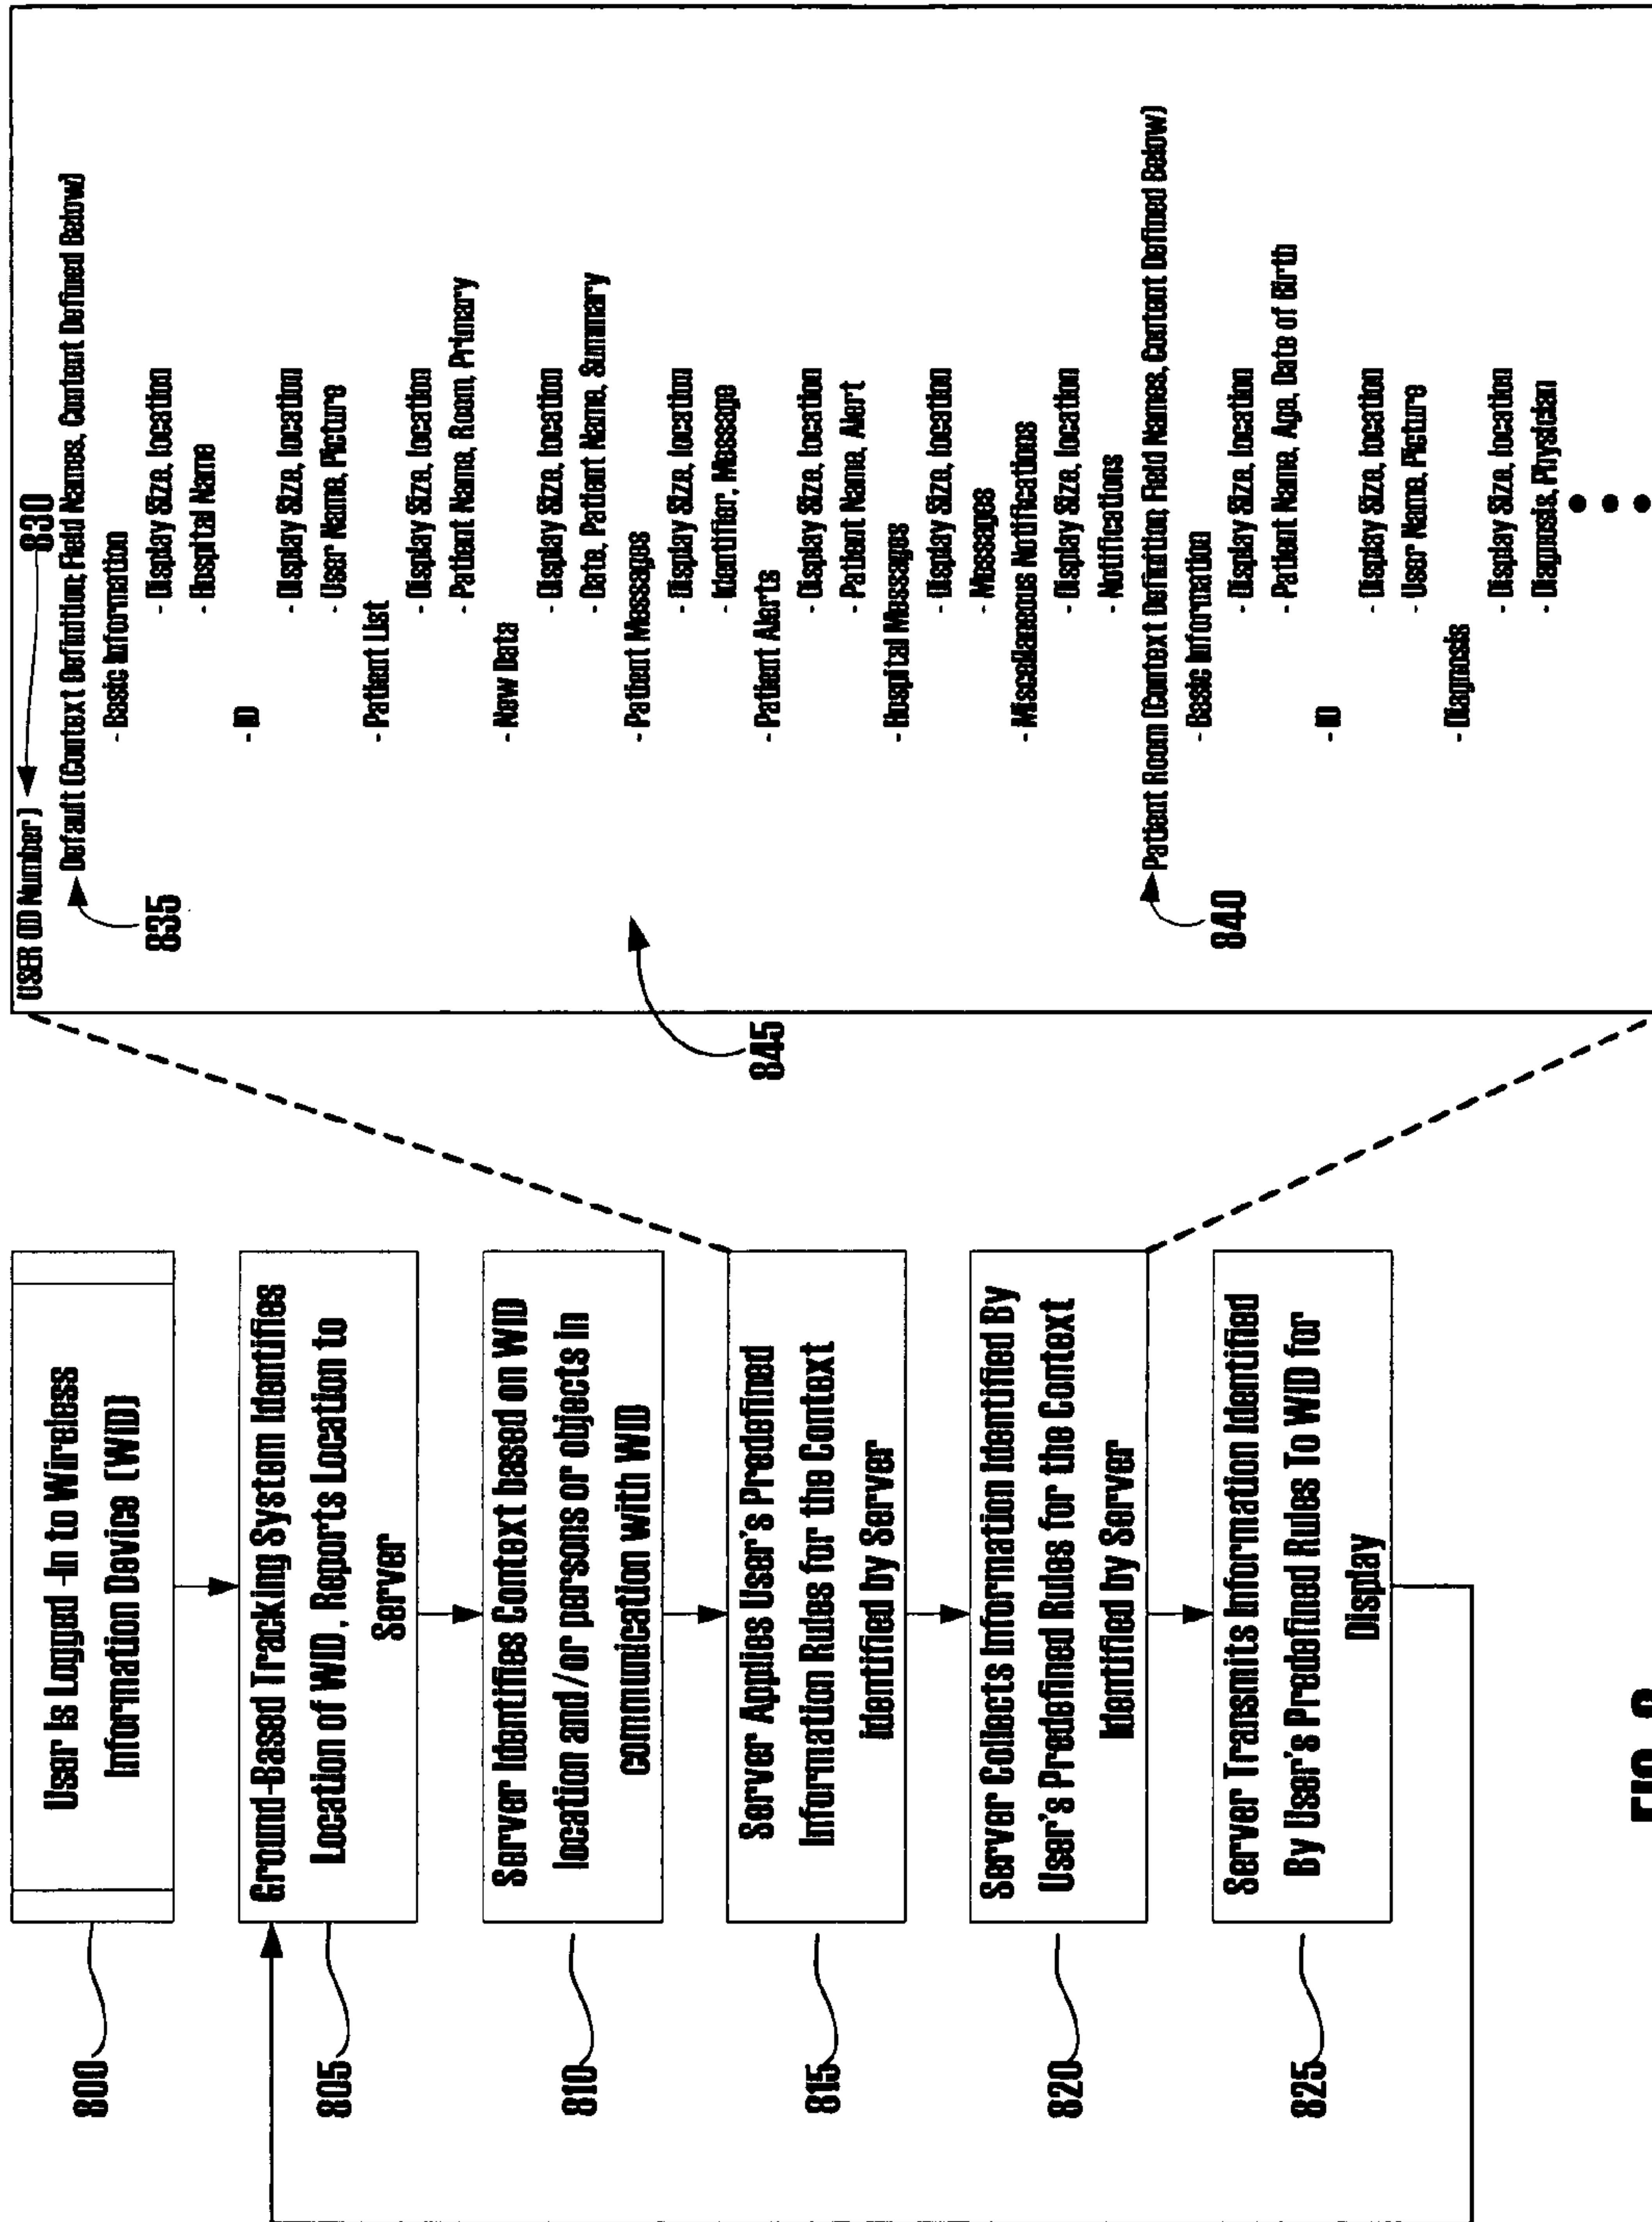 800
User Is Logged -In to Wireless
Information Device (WID)
805
Ground-Based Tracking System Identifies
Location of WID, Reports Location to
Server
810
Server Identifies Context based on WID
location and/or persons or objects in
communication with WID
815
Server Applies User's Predefined
Information Rules for the Context
identified by Server
820
Server Collects Information Identified By
User's Predefined Rules for the Context
Identified by Server
825
Server Transmits Information Identified
By User's Predefined Rules To WID for
Display
USER (ID Number)
830
835
Default (Context Definition; Field Names, Content Defined Below)
- Basic Information
- Display Size, location
- Hospital Name
- ID
- Display Size, location
- User Name, Picture
- Patient List
- Display Size, location
- Patient Name, Room, Primary
- New Data
- Display Size, location
- Date, Patient Name, Summary
- Patient Messages
- Display Size, location
- Identifier, Message
- Patient Alerts
- Display Size, location
- Patient Name, Alert
- Hospital Messages
- Display Size, location
- Messages
- Miscellaneous Notifications
- Display Size, location
- Notifications
845
840
Patient Room (Context Definition; Field Names, Content Defined Below)
- Basic Information
- Display Size, location
- Patient Name, Age, Date of Birth
- ID
- Display Size, location
- User Name, Picture
- Diagnosis
- Display Size, location
- Diagnosis, Physician